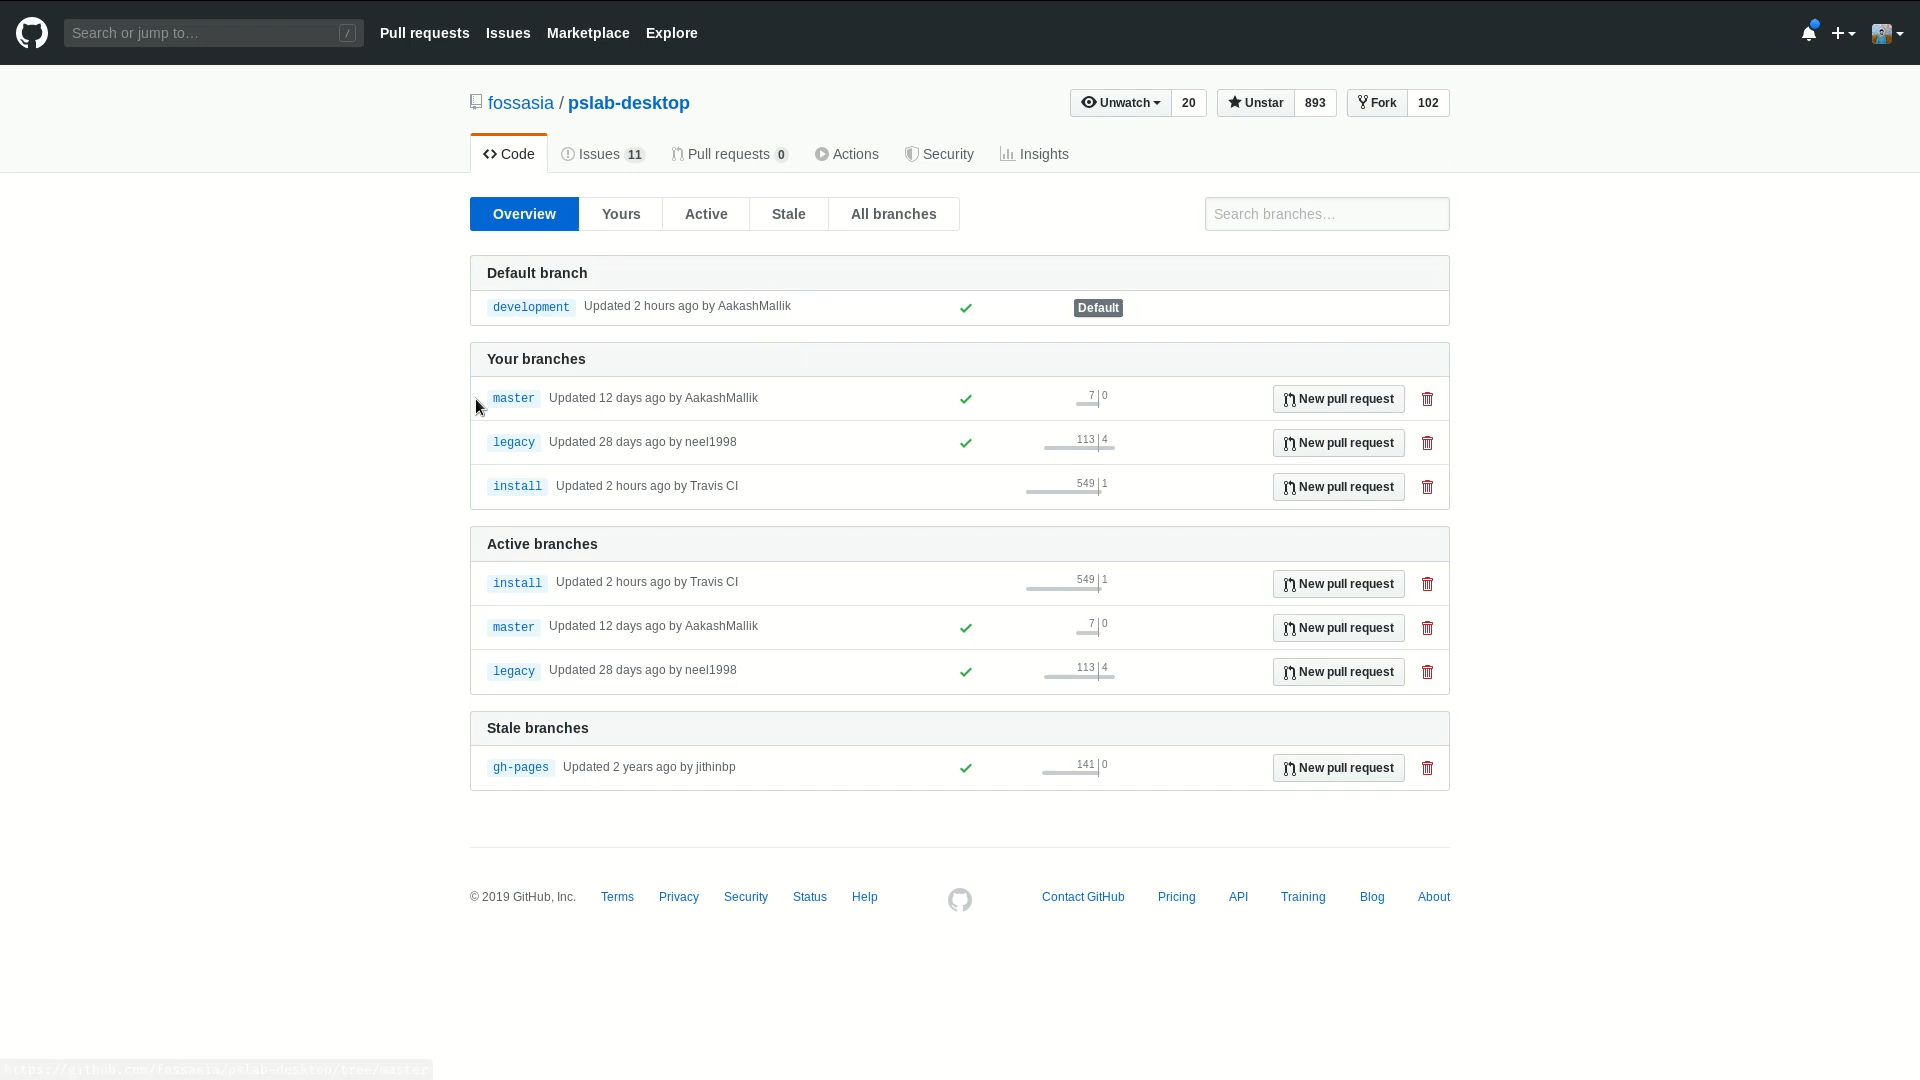 Search or jump to… /
Pull requests Issues Marketplace Explore
fossasia / pslab-desktop
Unwatch 20 Unstar 893 Fork 102
Code Issues 11 Pull requests 0 Actions Security Insights
Overview Yours Active Stale All branches Search branches…
Default branch
development Updated 2 hours ago by AakashMallik Default
Your branches
master Updated 12 days ago by AakashMallik 7 0 New pull request
legacy Updated 28 days ago by neel1998 113 4 New pull request
install Updated 2 hours ago by Travis CI 549 1 New pull request
Active branches
install Updated 2 hours ago by Travis CI 549 1 New pull request
master Updated 12 days ago by AakashMallik 7 0 New pull request
legacy Updated 28 days ago by neel1998 113 4 New pull request
Stale branches
gh-pages Updated 2 years ago by jithinbp 141 0 New pull request
© 2019 GitHub, Inc. Terms Privacy Security Status Help Contact GitHub Pricing API Training Blog About
https://github.com/fossasia/pslab-desktop/tree/master